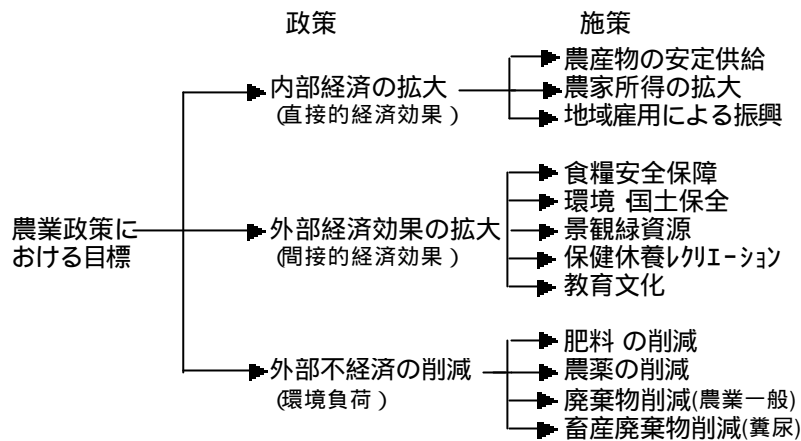 政策
施策
農業政策に
おける目標
内部経済の拡大
(直接的経済効果)
農産物の安定供給
農家所得の拡大
地域雇用による振興
外部経済効果の拡大
(間接的経済効果)
食糧安全保障
環境・国土保全
景観緑資源
保健休養レクリエーション
教育文化
外部不経済の削減
(環境負荷)
肥料の削減
農薬の削減
廃棄物削減(農業一般)
畜産廃棄物削減(糞尿)